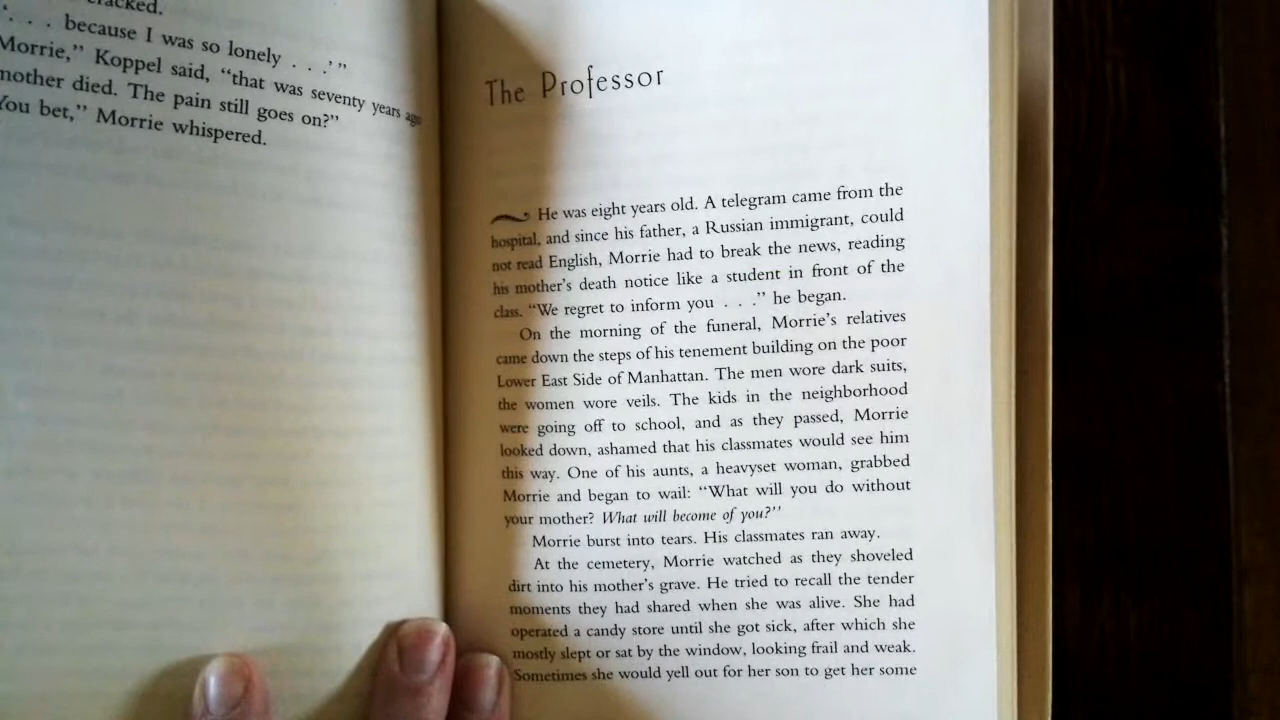 cracked.
". . . because I was so lonely . . .' "
Morrie," Koppel said, "that was seventy years ago
mother died. The pain still goes on?"
You bet," Morrie whispered.
The Professor
He was eight years old. A telegram came from the
hospital, and since his father, a Russian immigrant, could
not read English, Morrie had to break the news, reading
his mother's death notice like a student in front of the
class. "We regret to inform you . . ." he began.
On the morning of the funeral, Morrie's relatives
came down the steps of his tenement building on the poor
Lower East Side of Manhattan. The men wore dark suits,
the women wore veils. The kids in the neighborhood
were going off to school, and as they passed, Morrie
looked down, ashamed that his classmates would see him
this way. One of his aunts, a heavyset woman, grabbed
Morrie and began to wail: "What will you do without
your mother? What will become of you?"
Morrie burst into tears. His classmates ran away.
At the cemetery, Morrie watched as they shoveled
dirt into his mother's grave. He tried to recall the tender
moments they had shared when she was alive. She had
operated a candy store until she got sick, after which she
mostly slept or sat by the window, looking frail and weak.
Sometimes she would yell out for her son to get her some